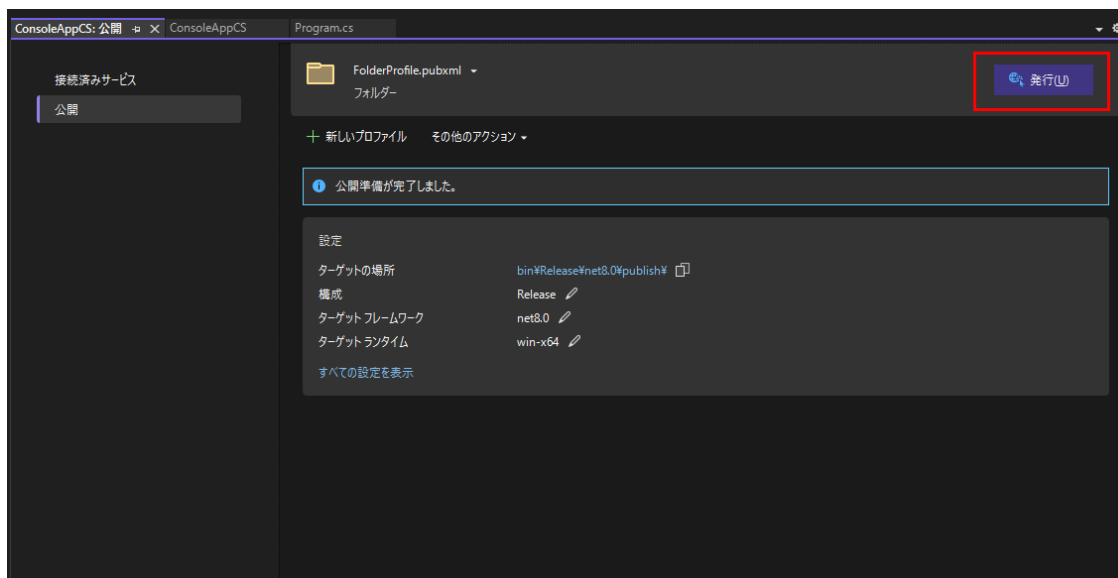 ConsoleAppCS: 公開 ConsoleAppCS Program.cs
接続済みサービス
公開
FolderProfile.pubxml
フォルダー
発行(U)
新しいプロファイル その他のアクション
公開準備が完了しました。
設定
ターゲットの場所 bin¥Release¥net8.0¥publish¥
構成 Release
ターゲット フレームワーク net8.0
ターゲット ランタイム win-x64
すべての設定を表示